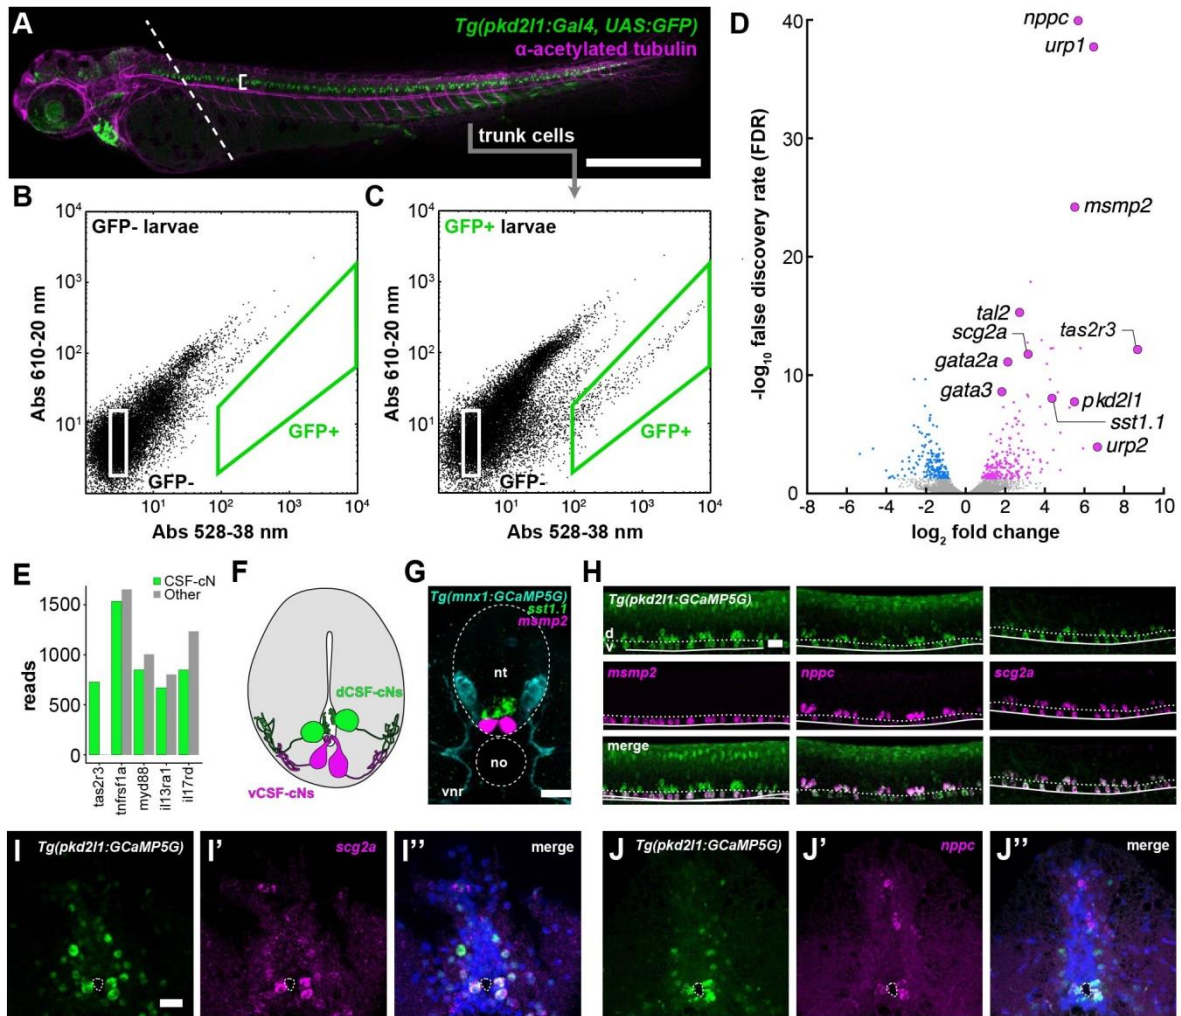 A
Tg(pkd2l1:Gal4, UAS:GFP)
α-acetylated tubulin
trunk cells
B
GFP- larvae
10⁴
10³
10²
10¹
Abs 610-20 nm
GFP+
GFP-
10¹ 10² 10³ 10⁴
Abs 528-38 nm
C
GFP+ larvae
10⁴
10³
10²
10¹
Abs 610-20 nm
GFP+
GFP-
10¹ 10² 10³ 10⁴
Abs 528-38 nm
D
-log₁₀ false discovery rate (FDR)
40
30
20
10
0
nppc
urp1
msmp2
tal2
scg2a
tas2r3
gata2a
gata3
pkd2l1
sst1.1
urp2
-8 -6 -4 -2 0 2 4 6 8 10
log₂ fold change
E
CSF-cN
Other
reads
1500
1000
500
0
tas2r3
tnfrsf1a
myd88
il13ra1
il17rd
F
dCSF-cNs
vCSF-cNs
G
Tg(mnx1:GCaMP5G)
sst1.1
msmp2
nt
no
vnr
H
Tg(pkd2l1:GCaMP5G)
d
v
msmp2
nppc
scg2a
merge
I
Tg(pkd2l1:GCaMP5G)
I'
scg2a
I''
merge
J
Tg(pkd2l1:GCaMP5G)
J'
nppc
J''
merge